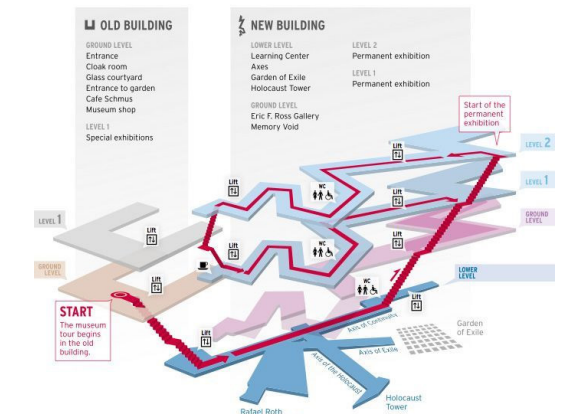 OLD BUILDING
GROUND LEVEL
Entrance
Cloak room
Glass courtyard
Entrance to garden
Cafe Schmus
Museum shop
LEVEL 1
Special exhibitions
NEW BUILDING
LOWER LEVEL
Learning Center
Axes
Garden of Exile
Holocaust Tower
GROUND LEVEL
Eric F. Ross Gallery
Memory Void
LEVEL 2
Permanent exhibition
LEVEL 1
Permanent exhibition
Start of the
permanent
exhibition
LEVEL 2
LEVEL 1
GROUND
LEVEL
LOWER
LEVEL
Lift
Lift
Lift
WC
Lift
Lift
WC
Lift
WC
Lift
LEVEL 1
Lift
GROUND
LEVEL
Lift
START
The museum
tour begins
in the old
building.
Lift
Axis of Continuity
Axis of Exile
Axis of the Holocaust
Garden
of Exile
Holocaust
Tower
Rafael Roth